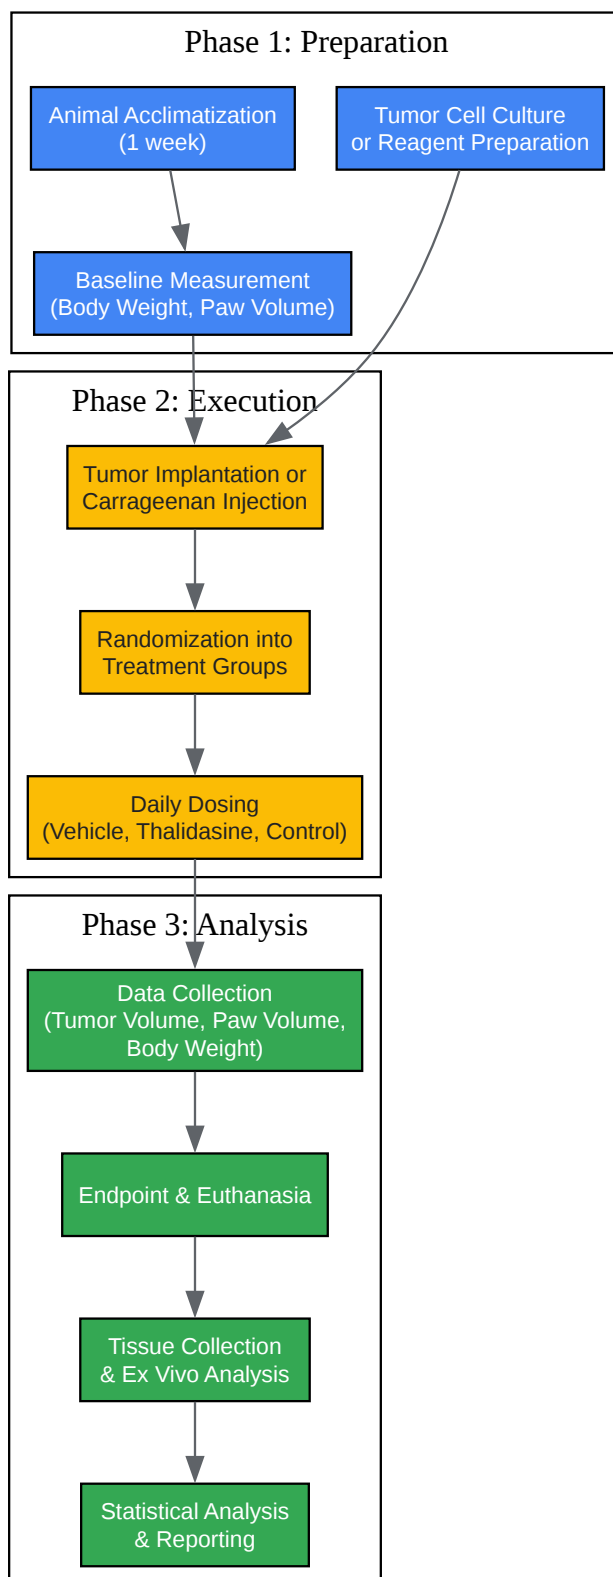 Phase 1: Preparation
Animal Acclimatization
(1 week)
Tumor Cell Culture
or Reagent Preparation
Baseline Measurement
(Body Weight, Paw Volume)
Phase 2: Execution
Tumor Implantation or
Carrageenan Injection
Randomization into
Treatment Groups
Daily Dosing
(Vehicle, Thalidasine, Control)
Phase 3: Analysis
Data Collection
(Tumor Volume, Paw Volume,
Body Weight)
Endpoint & Euthanasia
Tissue Collection
& Ex Vivo Analysis
Statistical Analysis
& Reporting